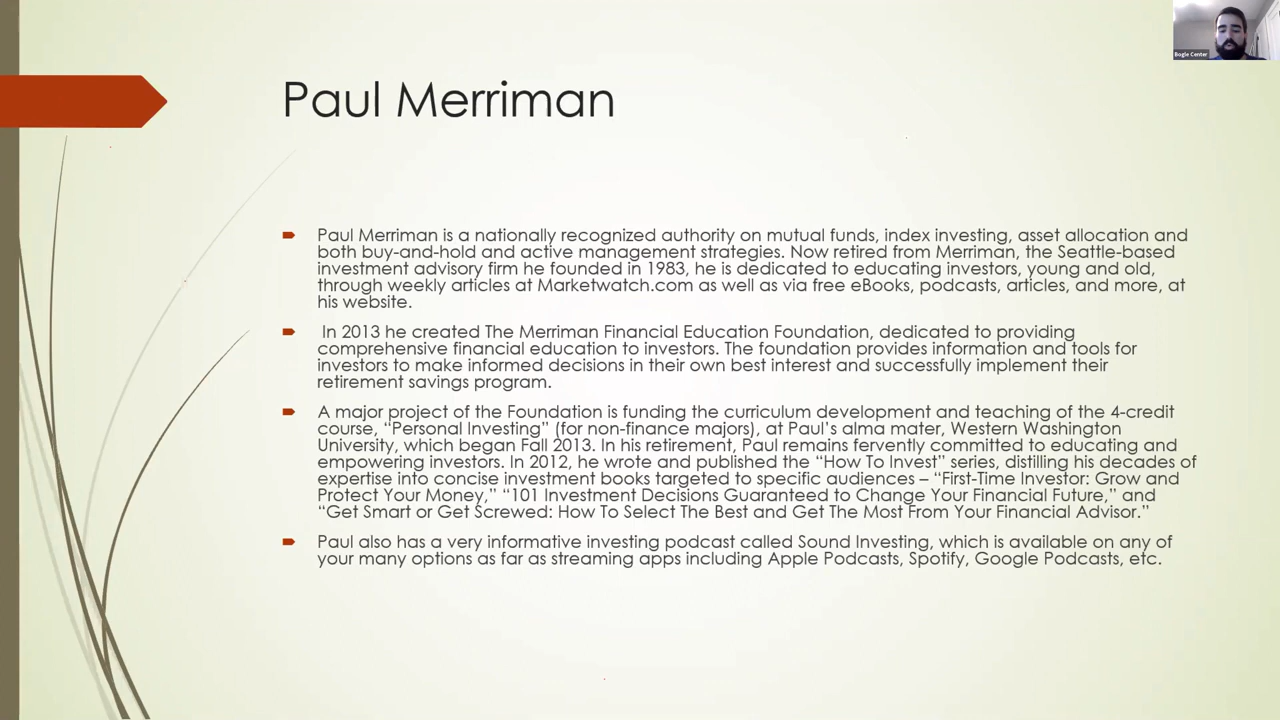 Bogle Center
Paul Merriman
Paul Merriman is a nationally recognized authority on mutual funds, index investing, asset allocation and
both buy-and-hold and active management strategies. Now retired from Merriman, the Seattle-based
investment advisory firm he founded in 1983, he is dedicated to educating investors, young and old,
through weekly articles at Marketwatch.com as well as via free eBooks, podcasts, articles, and more, at
his website.
In 2013 he created The Merriman Financial Education Foundation, dedicated to providing
comprehensive financial education to investors. The foundation provides information and tools for
investors to make informed decisions in their own best interest and successfully implement their
retirement savings program.
A major project of the Foundation is funding the curriculum development and teaching of the 4-credit
course, “Personal Investing” (for non-finance majors), at Paul’s alma mater, Western Washington
University, which began Fall 2013. In his retirement, Paul remains fervently committed to educating and
empowering investors. In 2012, he wrote and published the “How To Invest” series, distilling his decades of
expertise into concise investment books targeted to specific audiences – “First-Time Investor: Grow and
Protect Your Money,” “101 Investment Decisions Guaranteed to Change Your Financial Future,” and
“Get Smart or Get Screwed: How To Select The Best and Get The Most From Your Financial Advisor.”
Paul also has a very informative investing podcast called Sound Investing, which is available on any of
your many options as far as streaming apps including Apple Podcasts, Spotify, Google Podcasts, etc.